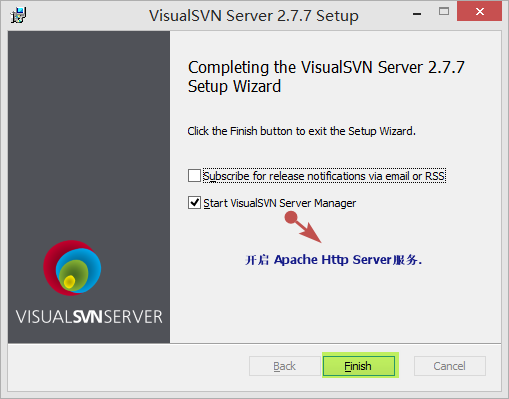 VisualSVN Server 2.7.7 Setup
Completing the VisualSVN Server 2.7.7
Setup Wizard
Click the Finish button to exit the Setup Wizard.
Subscribe for release notifications via email or RSS
Start VisualSVN Server Manager
开启 Apache Http Server服务.
VISUALSVNSERVER
Back
Finish
Cancel